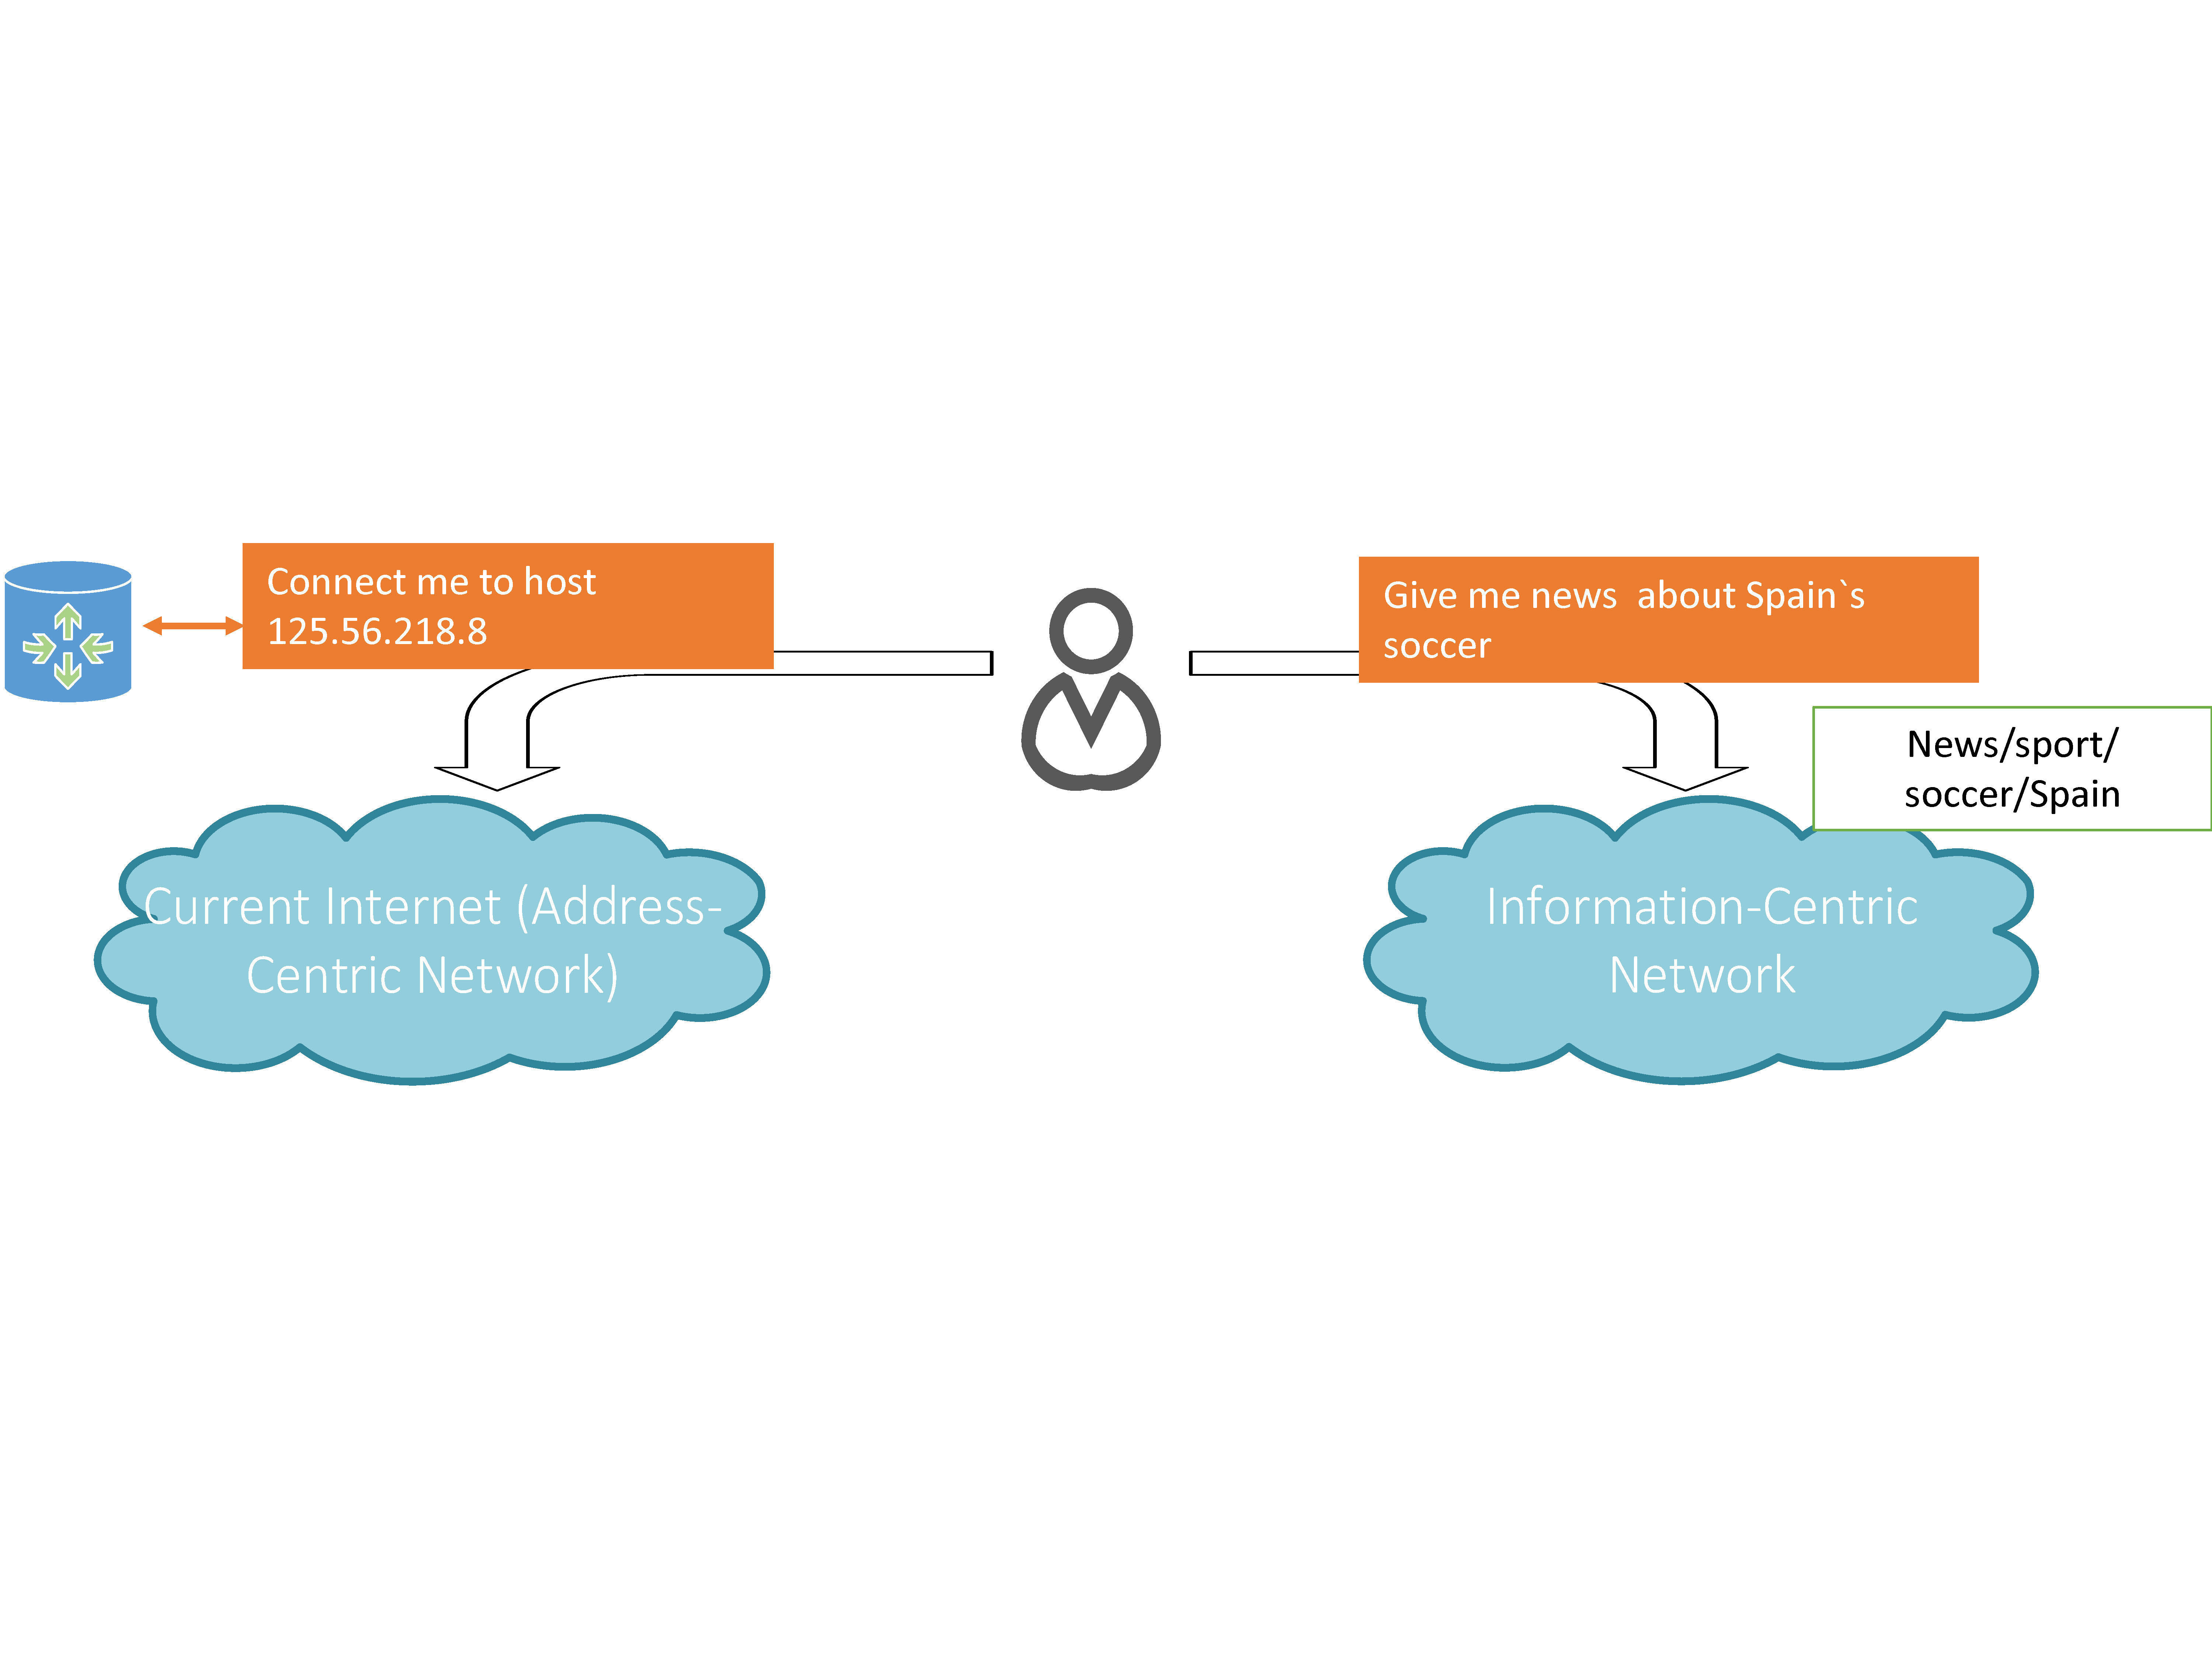 Connect me to host
125.56.218.8
Give me news  about Spain`s
soccer
News/sport/
soccer/Spain
Current Internet (Address-
Centric Network)
Information-Centric
Network